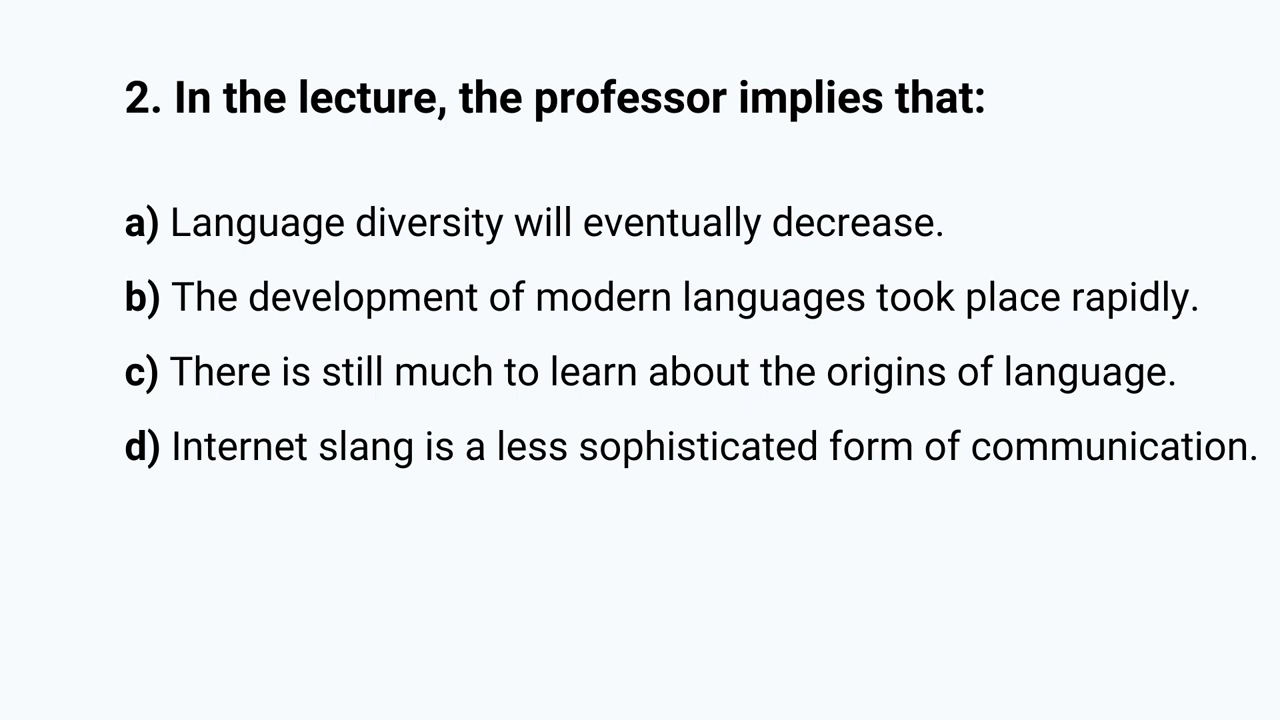 2. In the lecture, the professor implies that:
a) Language diversity will eventually decrease.
b) The development of modern languages took place rapidly.
c) There is still much to learn about the origins of language.
d) Internet slang is a less sophisticated form of communication.